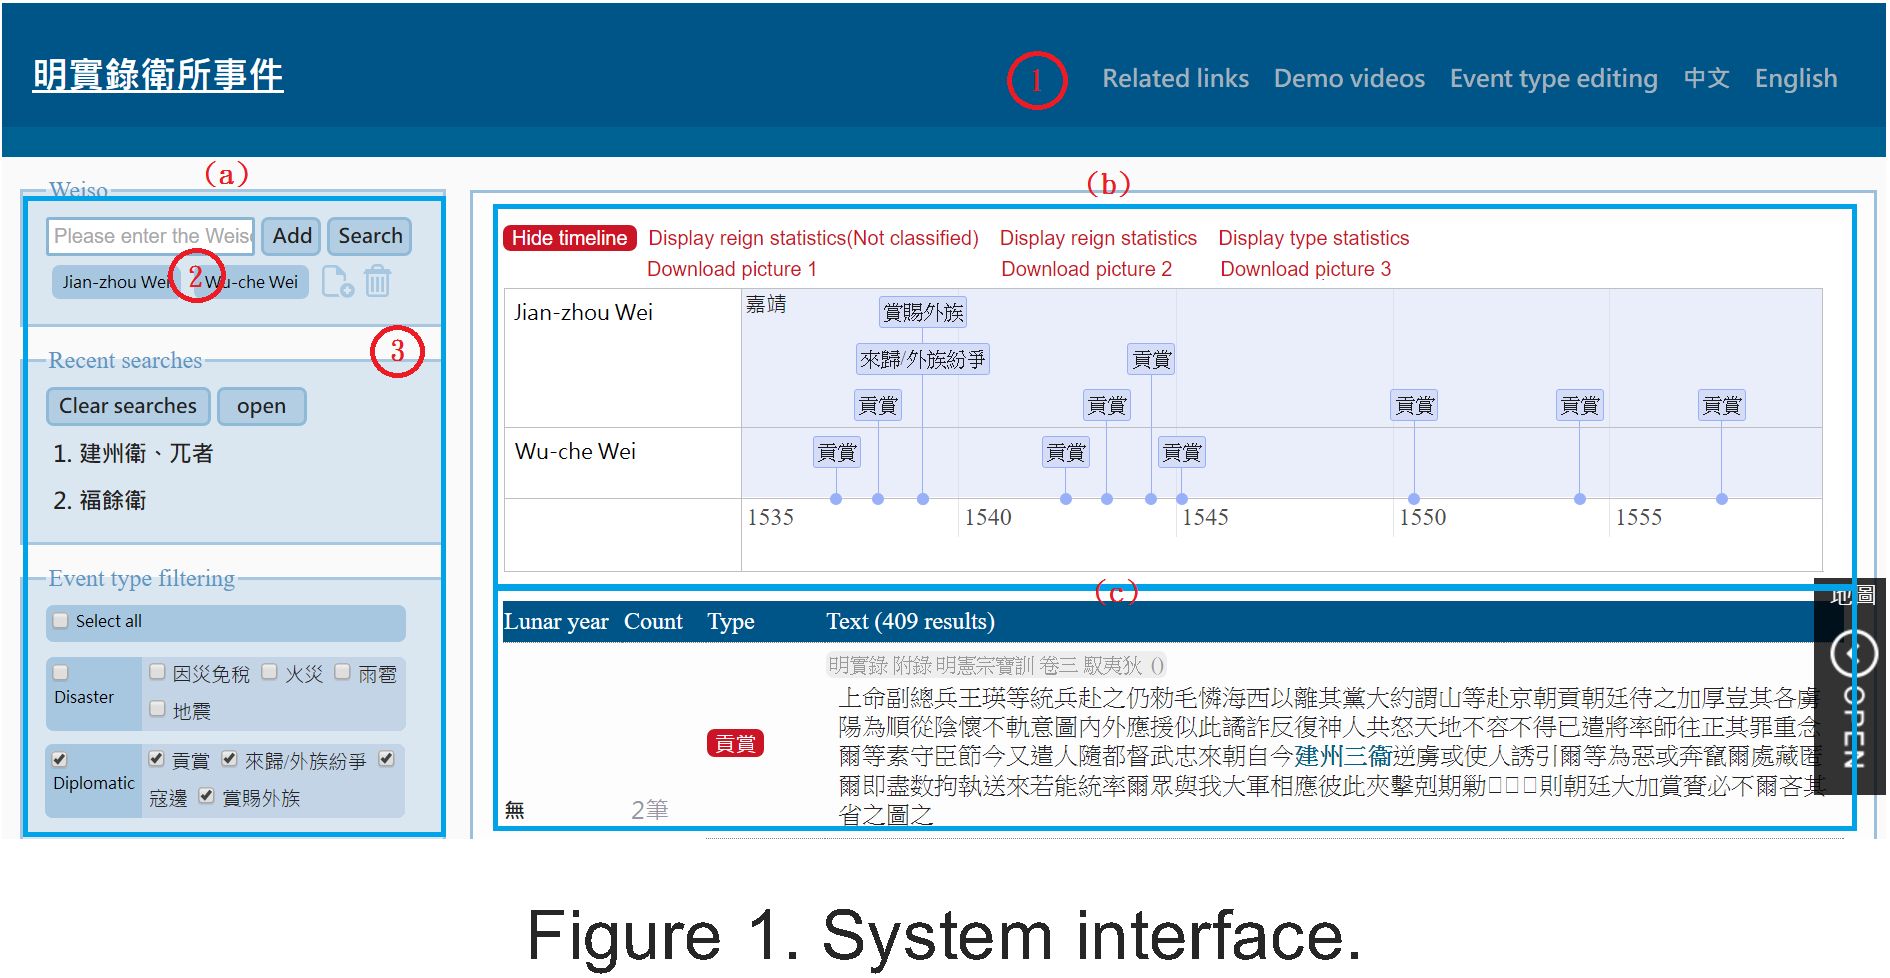 明實錄衛所事件
1 Related links Demo videos Event type editing 中文 English
(a)
Weiso
Please enter the Weiso
Add Search
Jian-zhou Wei 2 Wu-che Wei
3
Recent searches
Clear searches open
1. 建州衛、兀者
2. 福餘衛
Event type filtering
Select all
Disaster
因災免稅 火災 雨雹
地震
Diplomatic
貢賞 來歸/外族紛爭
寇邊 賞賜外族
(b)
Hide timeline Display reign statistics(Not classified) Display reign statistics Display type statistics
Download picture 1 Download picture 2 Download picture 3
Jian-zhou Wei
嘉靖
賞賜外族
來歸/外族紛爭 貢賞
貢賞 貢賞 貢賞 貢賞 貢賞
Wu-che Wei
貢賞 貢賞 貢賞
1535 1540 1545 1550 1555
(c)
Lunar year Count Type Text (409 results)
明實錄 附錄 明憲宗寶訓 卷三 馭夷狄 ()
上命副總兵王瑛等統兵赴之仍勑毛憐海西以離其黨大約謂山等赴京朝貢朝廷待之加厚豈其各虜
陽為順從陰懷不軌意圖內外應援似此譎詐反復神人共怒天地不容不得已遣將率師往正其罪重念
爾等素守臣節今又遣人隨都督武忠來朝自今建州三衞逆虜或使人誘引爾等為惡或奔竄爾處藏匿
爾即盡数拘執送來若能統率爾眾與我大軍相應彼此夾擊剋期勦□□□則朝廷大加賞賚必不爾吝其
省之圖之
貢賞
無 2筆
地圖
OPEN
Figure 1. System interface.